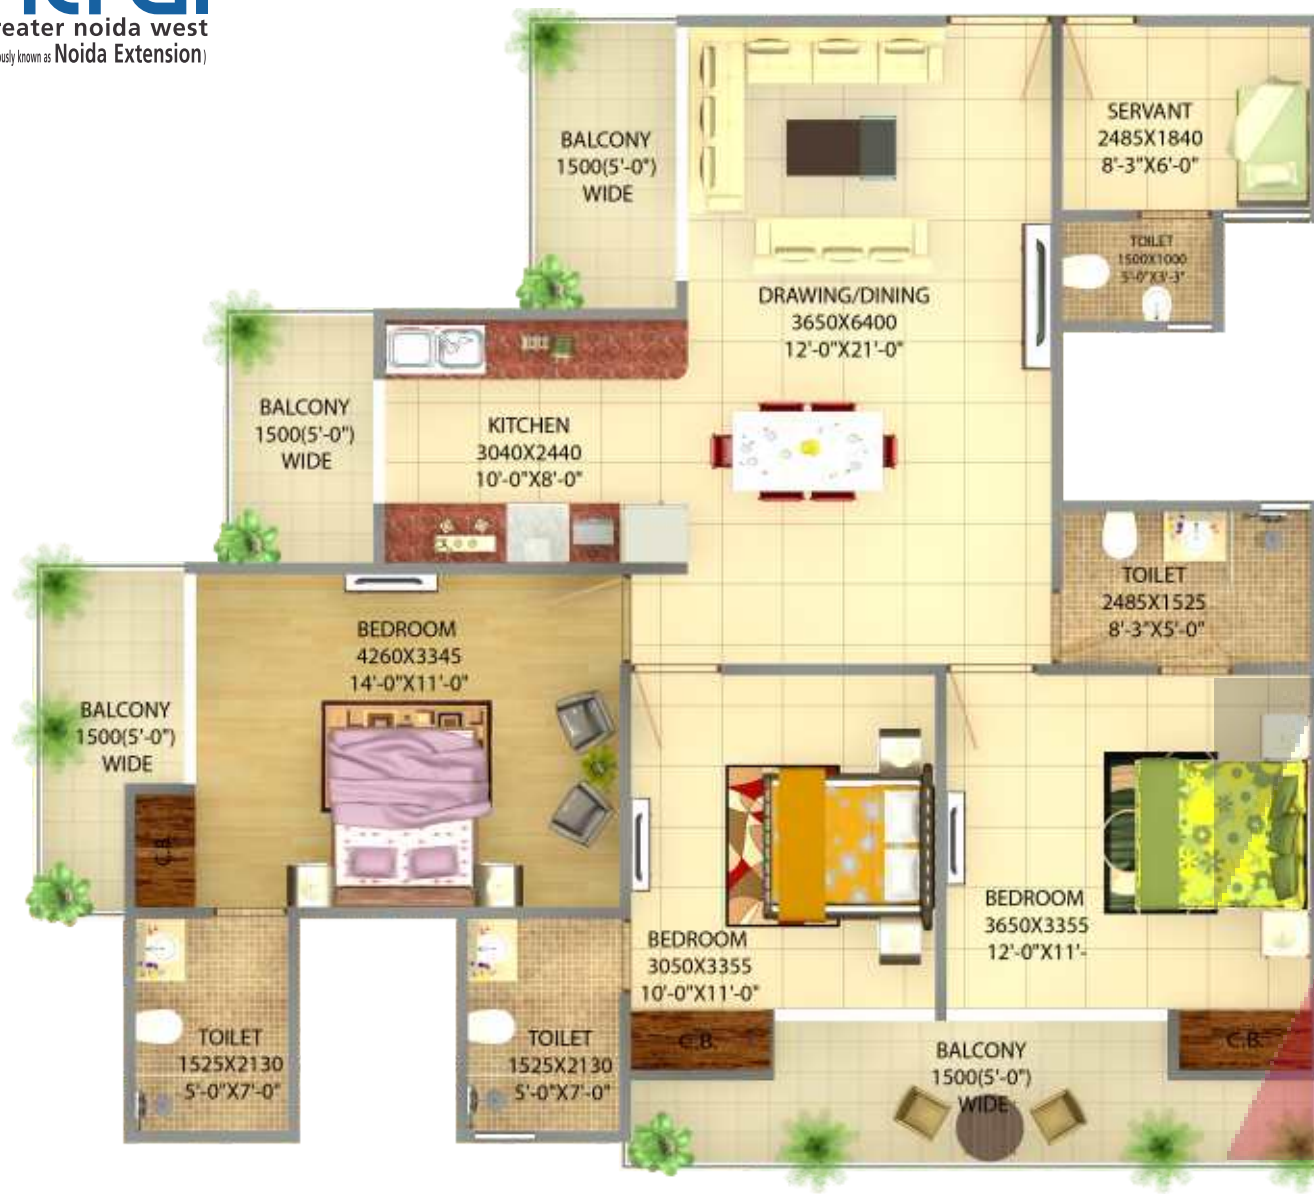 reater noida west
ously known as Noida Extension)
BALCONY
1500(5'-0")
WIDE
SERVANT
2485X1840
8'-3"X6'-0"
TOILET
1500X1000
5'-0"X3'-3"
DRAWING/DINING
3650X6400
12'-0"X21'-0"
BALCONY
1500(5'-0")
WIDE
KITCHEN
3040X2440
10'-0"X8'-0"
TOILET
2485X1525
8'-3"X5'-0"
BEDROOM
4260X3345
14'-0"X11'-0"
BALCONY
1500(5'-0")
WIDE
C.B.
BEDROOM
3050X3355
10'-0"X11'-0"
BEDROOM
3650X3355
12'-0"X11'-
TOILET
1525X2130
5'-0"X7'-0"
TOILET
1525X2130
5'-0"X7'-0"
C.B.
BALCONY
1500(5'-0")
WIDE
C.B.